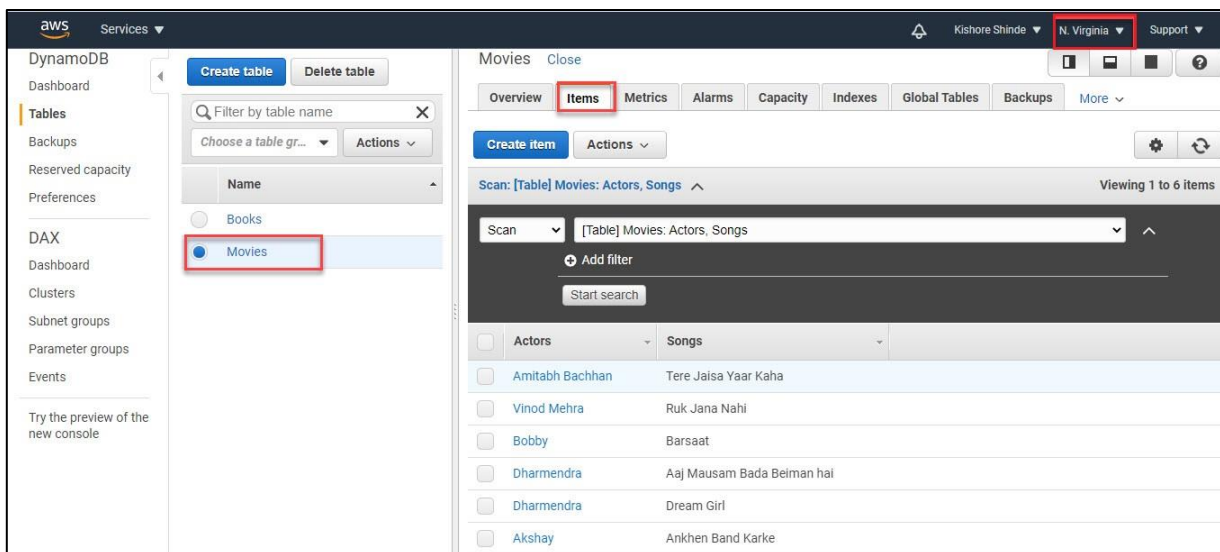 aws Services Kishore Shinde N. Virginia Support
DynamoDB
Dashboard
Tables
Backups
Reserved capacity
Preferences
DAX
Dashboard
Clusters
Subnet groups
Parameter groups
Events
Try the preview of the
new console
Create table Delete table
Filter by table name
Choose a table gr... Actions
Name
Books
Movies
Movies Close
Overview Items Metrics Alarms Capacity Indexes Global Tables Backups More
Create item Actions
Scan: [Table] Movies: Actors, Songs Viewing 1 to 6 items
Scan [Table] Movies: Actors, Songs
Add filter
Start search
Actors Songs
Amitabh Bachhan Tere Jaisa Yaar Kaha
Vinod Mehra Ruk Jana Nahi
Bobby Barsaat
Dharmendra Aaj Mausam Bada Beiman hai
Dharmendra Dream Girl
Akshay Ankhen Band Karke